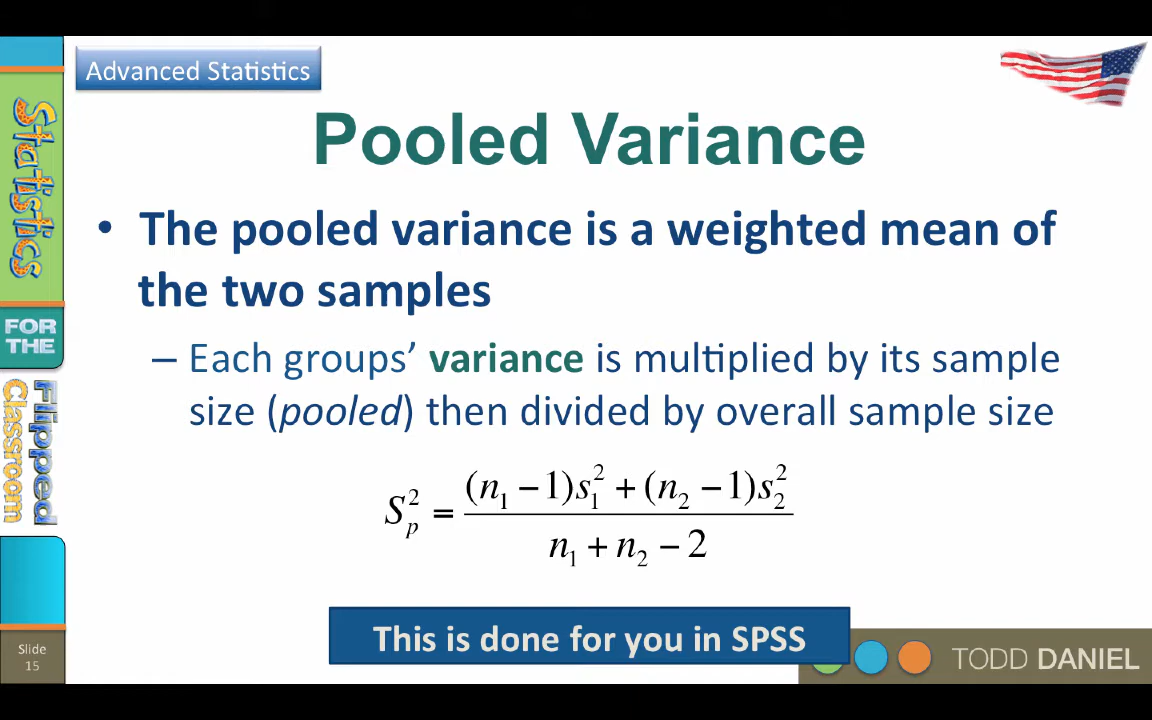 Advanced Statistics
Pooled Variance
• The pooled variance is a weighted mean of
the two samples
– Each groups’ variance is multiplied by its sample
size (pooled) then divided by overall sample size
S_p^2 = \frac{(n_1 - 1)s_1^2 + (n_2 - 1)s_2^2}{n_1 + n_2 - 2}
This is done for you in SPSS
Statistics
FOR
THE
Flipped
Classroom
Slide
15
TODD DANIEL